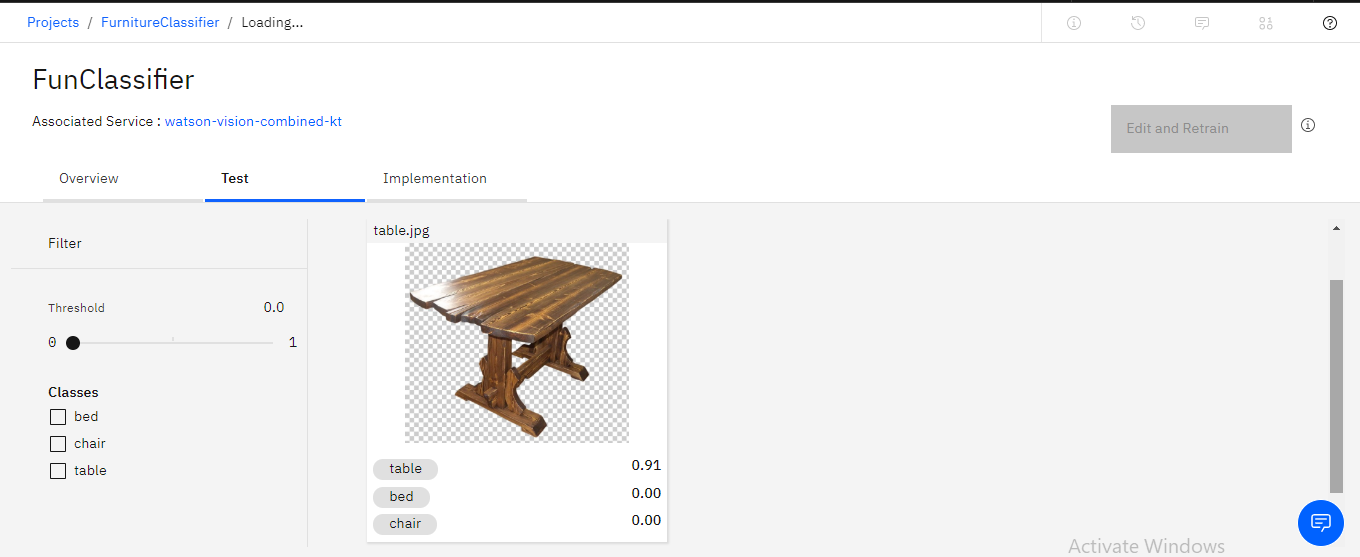 Projects / FurnitureClassifier / Loading...
FunClassifier
Associated Service : watson-vision-combined-kt
Edit and Retrain
Overview Test Implementation
Filter
Threshold 0.0
0 1
Classes
bed
chair
table
table.jpg
table 0.91
bed 0.00
chair 0.00
Activate Windows